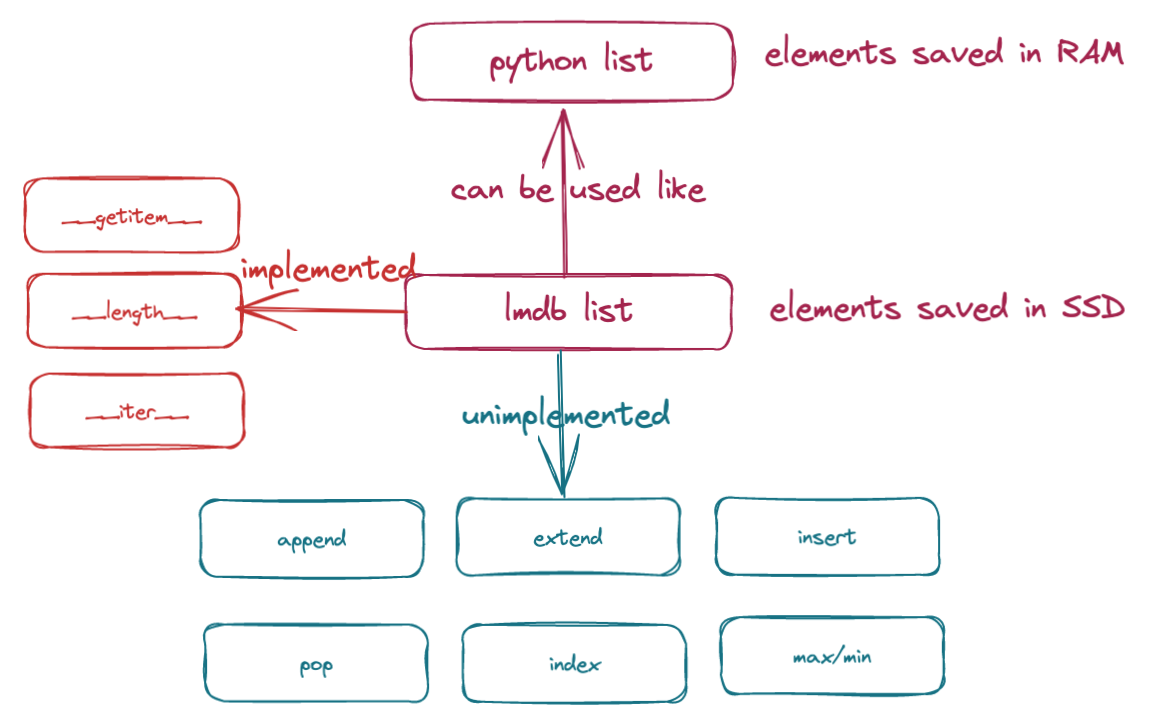 python list
elements saved in RAM
can be used like
__getitem__
implemented
__length__
lmdb list
elements saved in SSD
__iter__
unimplemented
append
extend
insert
pop
index
max/min